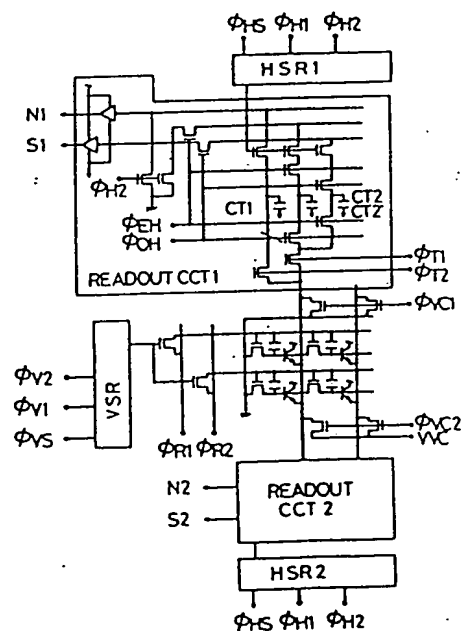 ΦHS ΦH1 ΦH2
HSR1
N1
S1
ΦH2
ΦEH
ΦOH
CT1
CT2
CT2'
READOUT CCT1
ΦT1
ΦT2
ΦVC1
VSR
ΦV2
ΦV1
ΦVS
ΦR1 ΦR2
ΦVC2
VVC
N2
S2
READOUT
CCT 2
HSR2
ΦHS ΦH1 ΦH2